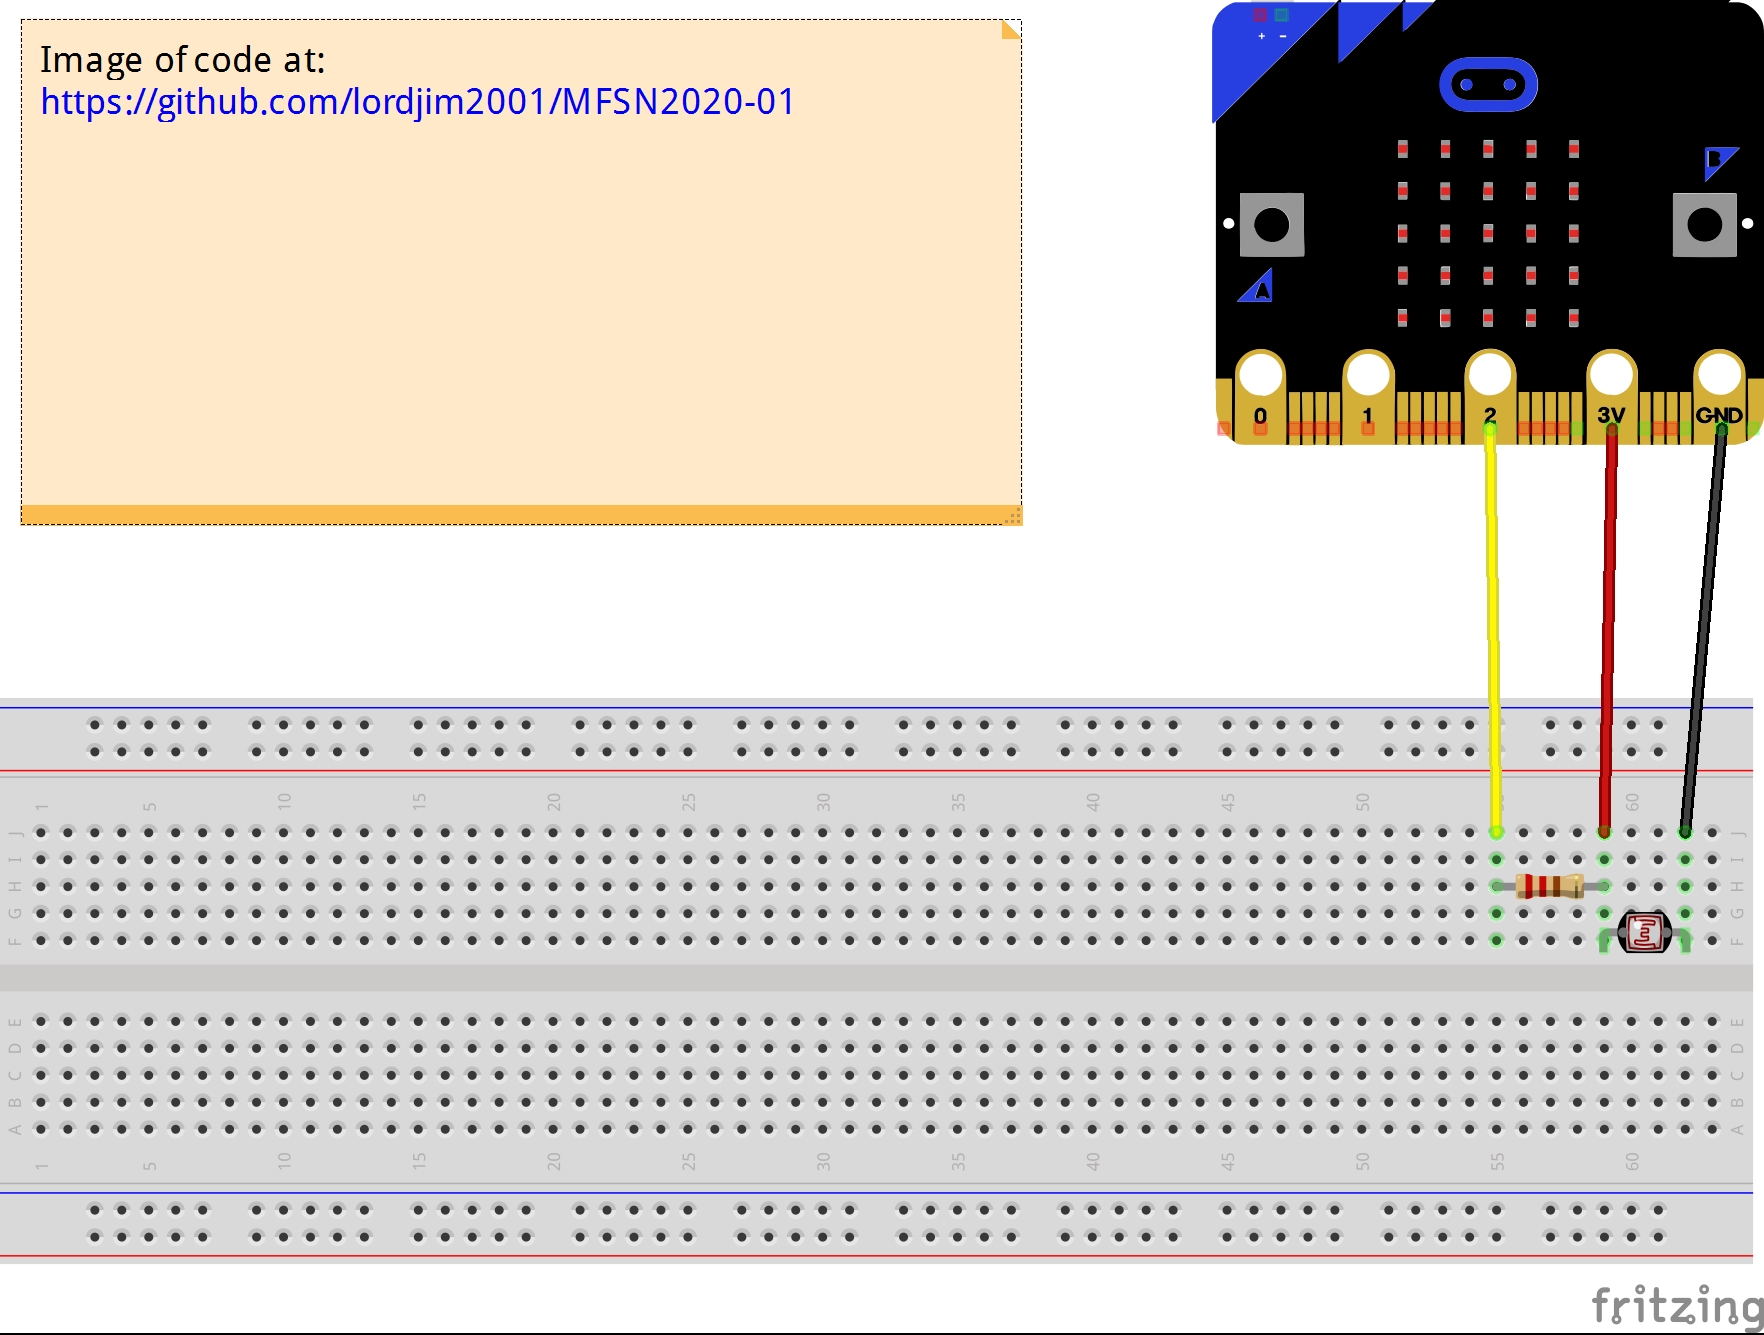 Image of code at:
https://github.com/lordjim2001/MFSN2020-01
+ −
B
A
0 1 2 3V GND
1 5 10 15 20 25 30 35 40 45 50 60
J J
I I
H H
G G
F F
E E
D D
C C
B B
A A
1 5 10 15 20 25 30 35 40 45 50 55 60
fritzing